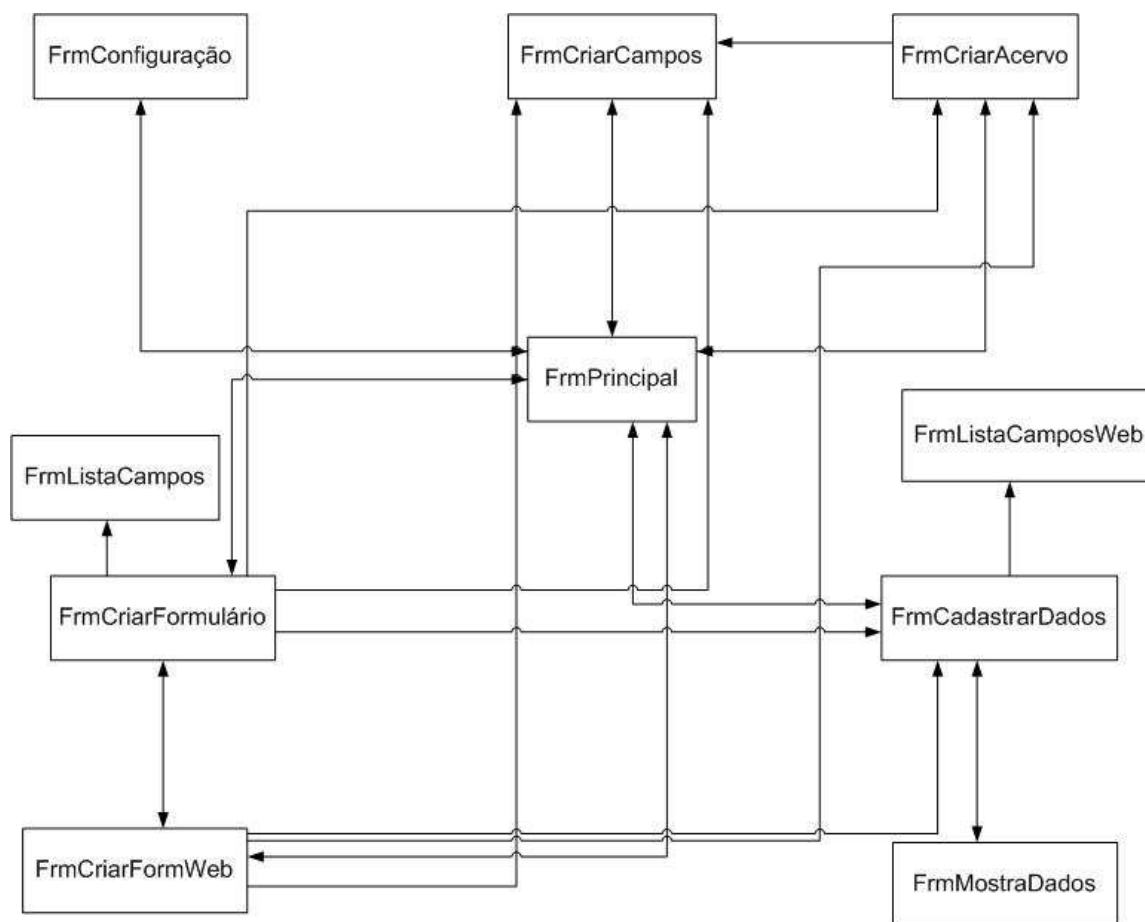 FrmConfiguração
FrmCriarCampos
FrmCriarAcervo
FrmPrincipal
FrmListaCamposWeb
FrmListaCampos
FrmCriarFormulário
FrmCadastrarDados
FrmCriarFormWeb
FrmMostraDados